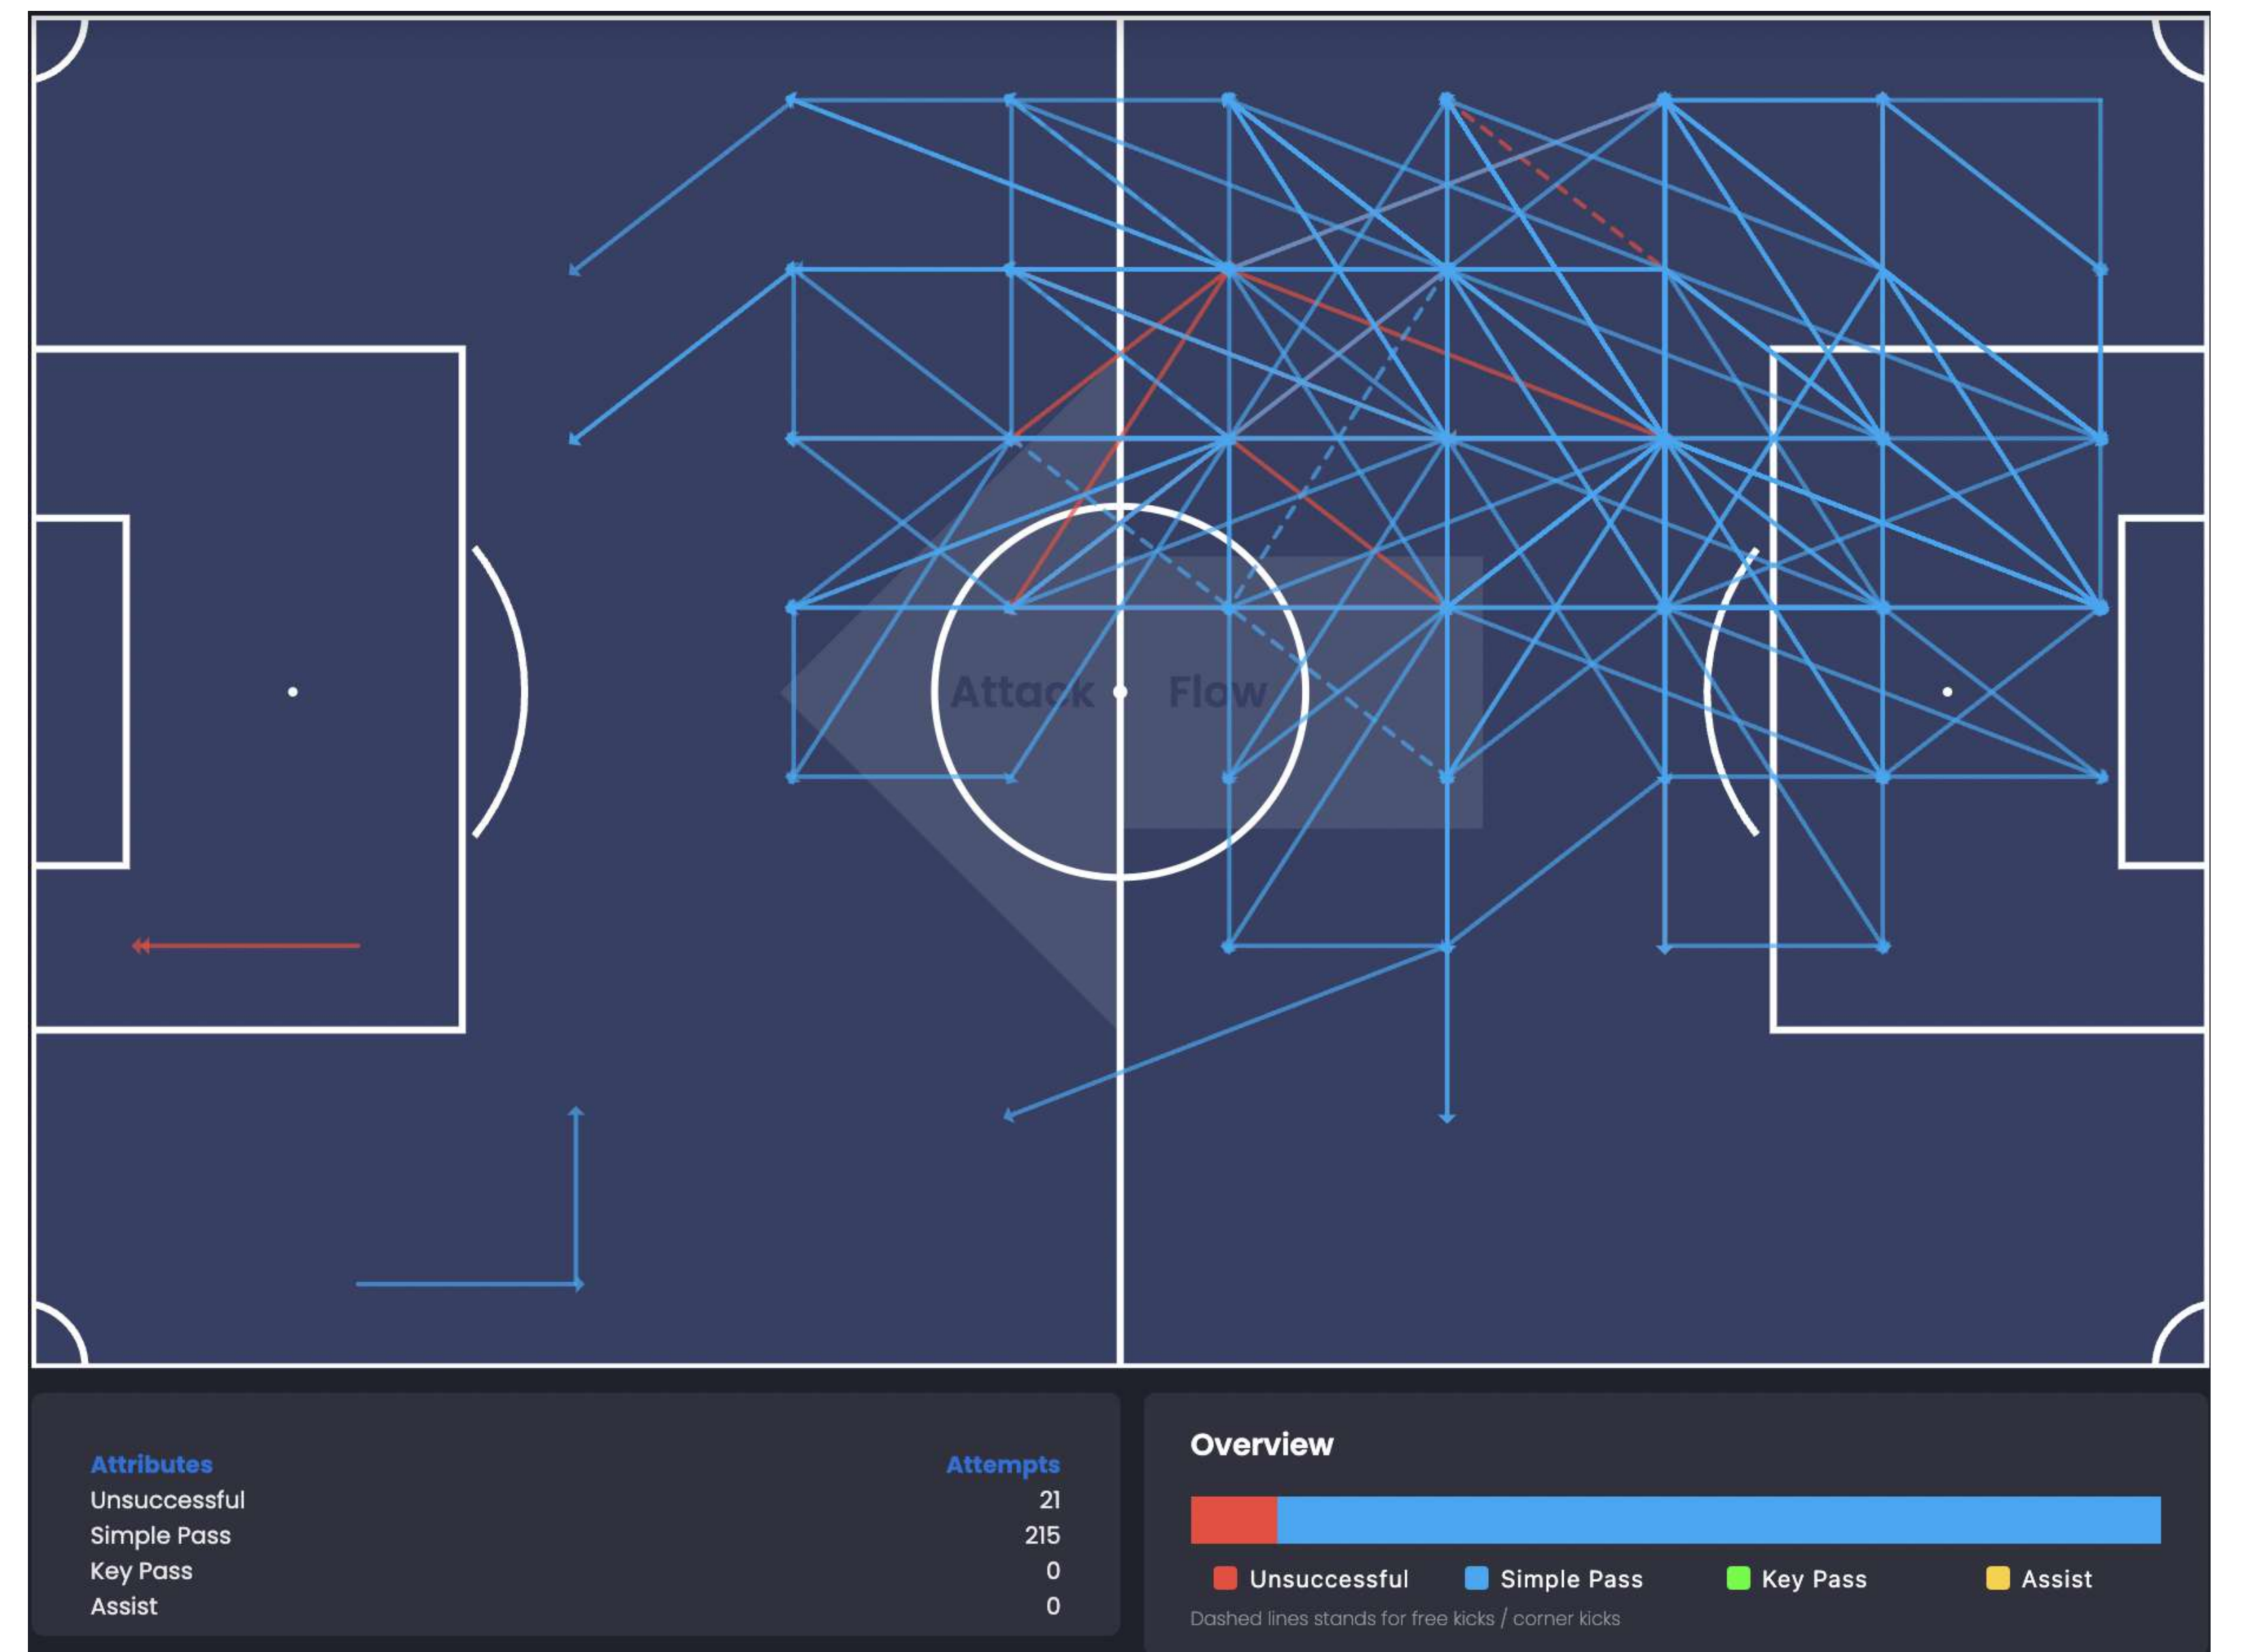 Attack Flow
Attributes Attempts
Unsuccessful 21
Simple Pass 215
Key Pass 0
Assist 0
Overview
Unsuccessful Simple Pass Key Pass Assist
Dashed lines stands for free kicks / corner kicks